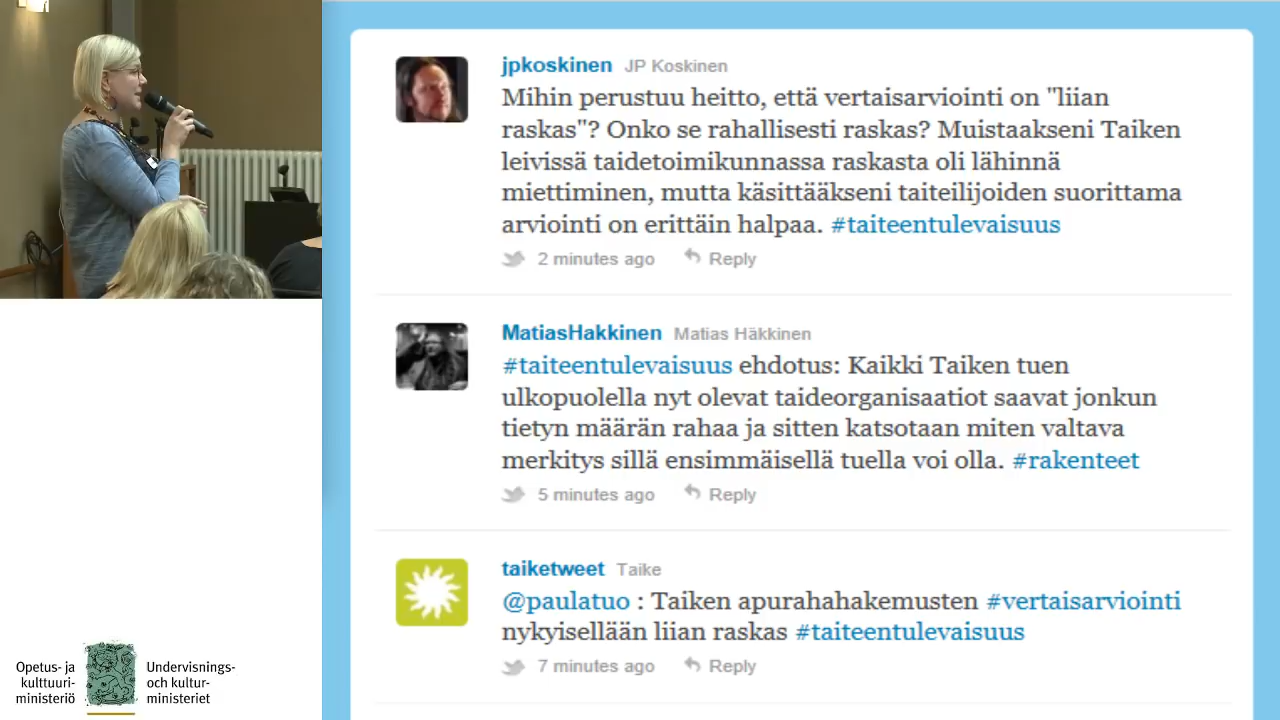 jpkoskinen JP Koskinen
Mihin perustuu heitto, että vertaisarviointi on "liian
raskas"? Onko se rahallisesti raskas? Muistaakseni Taiken
leivissä taidetoimikunnassa raskasta oli lähinnä
miettiminen, mutta käsittääkseni taiteilijoiden suorittama
arviointi on erittäin halpaa. #taiteentulevaisuus
2 minutes ago Reply
MatiasHakkinen Matias Häkkinen
#taiteentulevaisuus ehdotus: Kaikki Taiken tuen
ulkopuolella nyt olevat taideorganisaatiot saavat jonkun
tietyn määrän rahaa ja sitten katsotaan miten valtava
merkitys sillä ensimmäisellä tuella voi olla. #rakenteet
5 minutes ago Reply
taiketweet Taike
@paulatuo : Taiken apurahahakemusten #vertaisarviointi
nykyisellään liian raskas #taiteentulevaisuus
7 minutes ago Reply
Opetus- ja
kulttuuri-
ministeriö
Undervisnings-
och kultur-
ministeriet